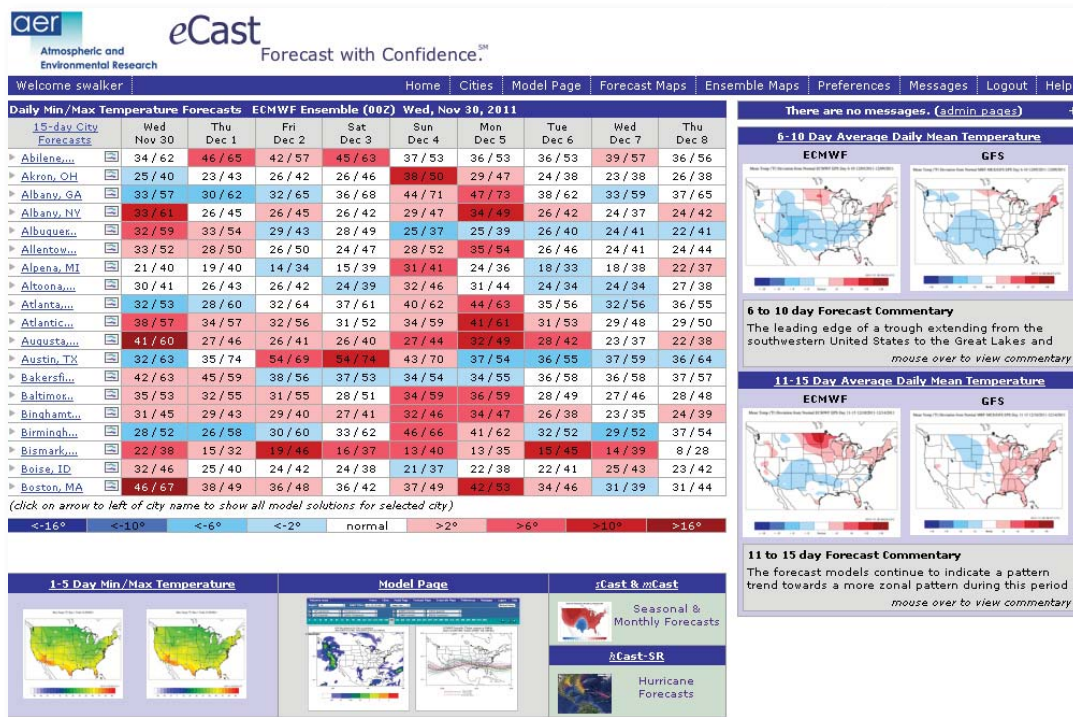 aer
Atmospheric and
Environmental Research
eCast
Forecast with Confidence.℠
Welcome swalker
Home Cities Model Page Forecast Maps Ensemble Maps Preferences Messages Logout Help
Daily Min/Max Temperature Forecasts ECMWF Ensemble (00Z) Wed, Nov 30, 2011
15-day City Forecasts Wed Nov 30 Thu Dec 1 Fri Dec 2 Sat Dec 3 Sun Dec 4 Mon Dec 5 Tue Dec 6 Wed Dec 7 Thu Dec 8
Abilene,... 34 / 62 46 / 65 42 / 57 45 / 63 37 / 53 36 / 53 36 / 53 39 / 57 36 / 56
Akron, OH 25 / 40 23 / 43 26 / 42 26 / 46 38 / 50 29 / 47 24 / 38 23 / 38 26 / 38
Albany, GA 33 / 57 30 / 62 32 / 65 36 / 68 44 / 71 47 / 73 38 / 62 33 / 59 37 / 65
Albany, NY 33 / 61 26 / 45 26 / 45 26 / 42 29 / 47 34 / 49 26 / 42 24 / 37 24 / 42
Albuquer... 32 / 59 33 / 54 29 / 43 28 / 49 25 / 37 25 / 39 26 / 40 24 / 41 22 / 41
Allentow... 33 / 52 28 / 50 26 / 50 24 / 47 28 / 52 35 / 54 26 / 46 24 / 41 24 / 44
Alpena, MI 21 / 40 19 / 40 14 / 34 15 / 39 31 / 41 24 / 36 18 / 33 18 / 38 22 / 37
Altoona,... 30 / 41 26 / 43 26 / 42 24 / 39 32 / 46 31 / 44 24 / 34 24 / 34 27 / 38
Atlanta,... 32 / 53 28 / 60 32 / 64 37 / 61 40 / 62 44 / 63 35 / 56 32 / 56 36 / 55
Atlantic... 38 / 57 34 / 57 32 / 56 31 / 52 34 / 59 41 / 61 31 / 53 29 / 48 29 / 50
Augusta,... 41 / 60 27 / 46 26 / 41 26 / 40 27 / 44 32 / 49 28 / 42 23 / 37 22 / 38
Austin, TX 32 / 63 35 / 74 54 / 69 54 / 74 43 / 70 37 / 54 36 / 55 37 / 59 36 / 64
Bakersfi... 42 / 63 45 / 59 38 / 56 37 / 53 34 / 54 34 / 55 36 / 58 36 / 58 37 / 57
Baltimor... 35 / 53 32 / 55 31 / 55 28 / 51 34 / 59 36 / 59 28 / 49 27 / 46 28 / 48
Binghamt... 31 / 45 29 / 43 29 / 40 27 / 41 32 / 46 34 / 47 26 / 38 23 / 35 24 / 39
Birmingh... 28 / 52 26 / 58 30 / 60 33 / 62 46 / 66 41 / 62 32 / 52 29 / 52 37 / 54
Bismark,... 22 / 38 15 / 32 19 / 46 16 / 37 13 / 40 13 / 35 15 / 45 14 / 39 8 / 28
Boise, ID 32 / 46 25 / 40 24 / 42 24 / 38 21 / 37 22 / 38 22 / 41 25 / 43 23 / 42
Boston, MA 46 / 67 38 / 49 36 / 48 36 / 42 37 / 49 42 / 53 34 / 46 31 / 39 31 / 44
(click on arrow to left of city name to show all model solutions for selected city)
<-16° <-10° <-6° <-2° normal >2° >6° >10° >16°
1-5 Day Min/Max Temperature
Model Page
sCast & mCast
Seasonal &
Monthly Forecasts
hCast-SR
Hurricane
Forecasts
There are no messages. (admin pages) +
6-10 Day Average Daily Mean Temperature
ECMWF GFS
6 to 10 day Forecast Commentary
The leading edge of a trough extending from the
southwestern United States to the Great Lakes and
mouse over to view commentary
11-15 Day Average Daily Mean Temperature
ECMWF GFS
11 to 15 day Forecast Commentary
The forecast models continue to indicate a pattern
trend towards a more zonal pattern during this period
mouse over to view commentary